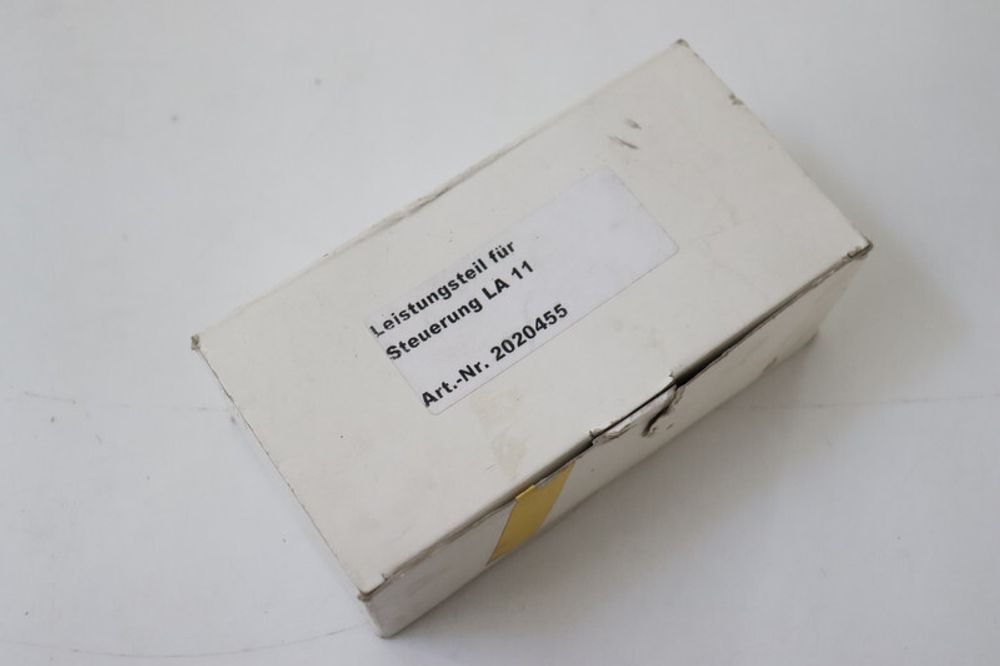 Leistungsteil für
Steuerung LA 11
Art.-Nr. 2020455